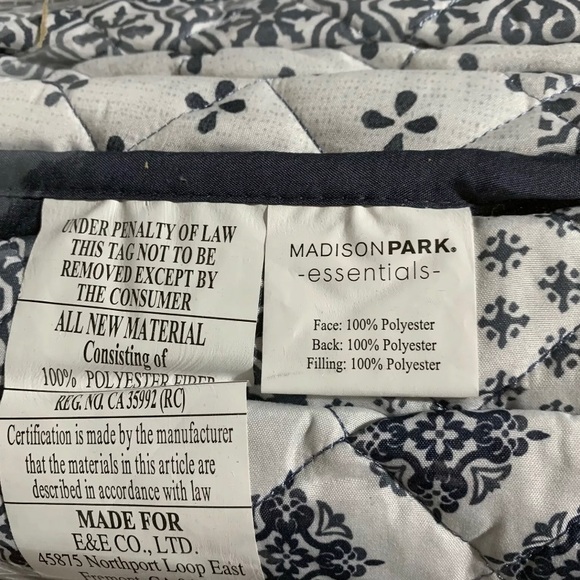 UNDER PENALTY OF LAW
THIS TAG NOT TO BE
REMOVED EXCEPT BY
THE CONSUMER
ALL NEW MATERIAL
Consisting of
100% POLYESTER FIBER
REG. NO. CA 35992 (RC)
Certification is made by the manufacturer
that the materials in this article are
described in accordance with law
MADE FOR
E&E CO., LTD.
45875 Northport Loop East
Fremont, CA
MADISONPARK®
-essentials-
Face: 100% Polyester
Back: 100% Polyester
Filling: 100% Polyester